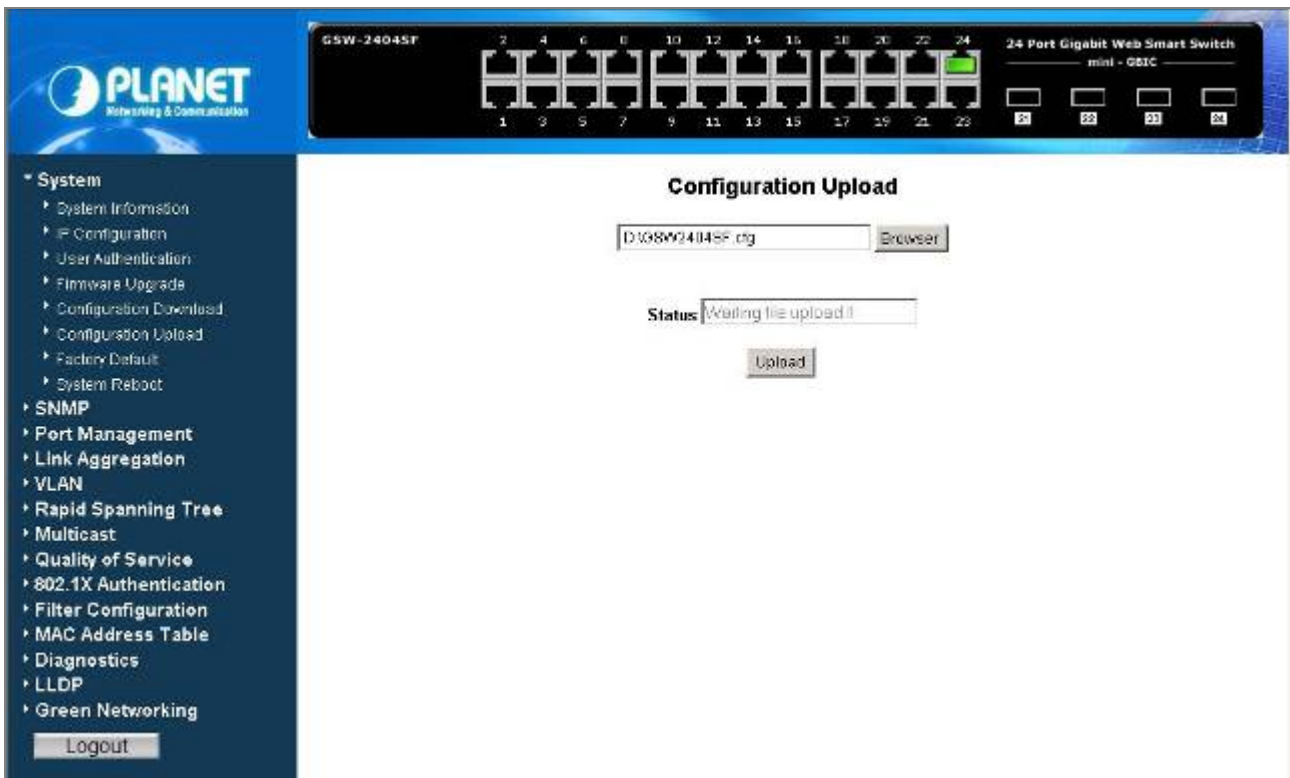 PLANET
Networking & Communication
GSW-2404SF
2 4 6 8 10 12 14 16 18 20 22 24
1 3 5 7 9 11 13 15 17 19 21 23
24 Port Gigabit Web Smart Switch
mini - GBIC
21 22 23 24
System
System Information
IP Configuration
User Authentication
Firmware Upgrade
Configuration Download
Configuration Upload
Factory Default
System Reboot
SNMP
Port Management
Link Aggregation
VLAN
Rapid Spanning Tree
Multicast
Quality of Service
802.1X Authentication
Filter Configuration
MAC Address Table
Diagnostics
LLDP
Green Networking
Logout
Configuration Upload
D:\GSW2404SF.cfg Browser
Status Waiting file upload !!
Upload